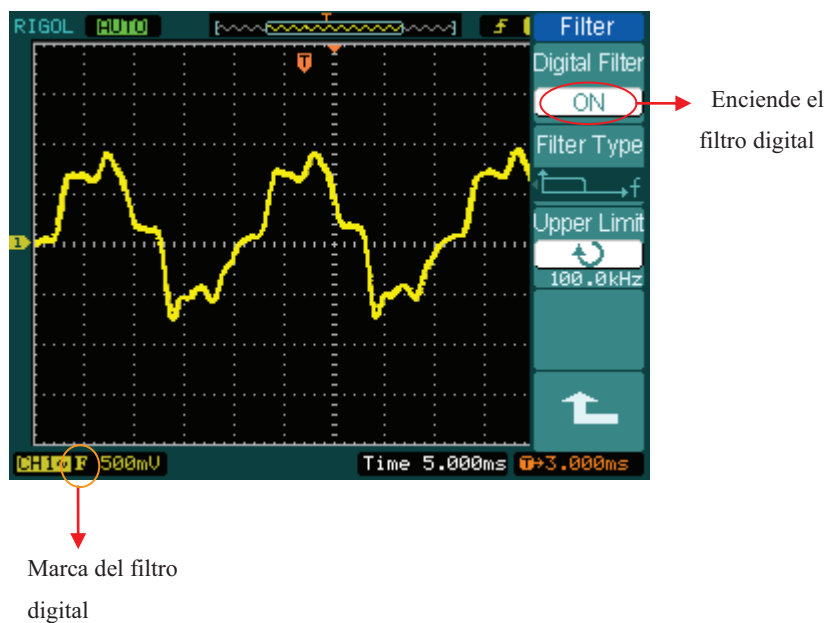 RIGOL AUTO T f Filter
T
Digital Filter
ON
Enciende el
filtro digital
Filter Type
f
Upper Limit
100.0kHz
1
CH1 F 500mV Time 5.000ms T→3.000ms
Marca del filtro
digital